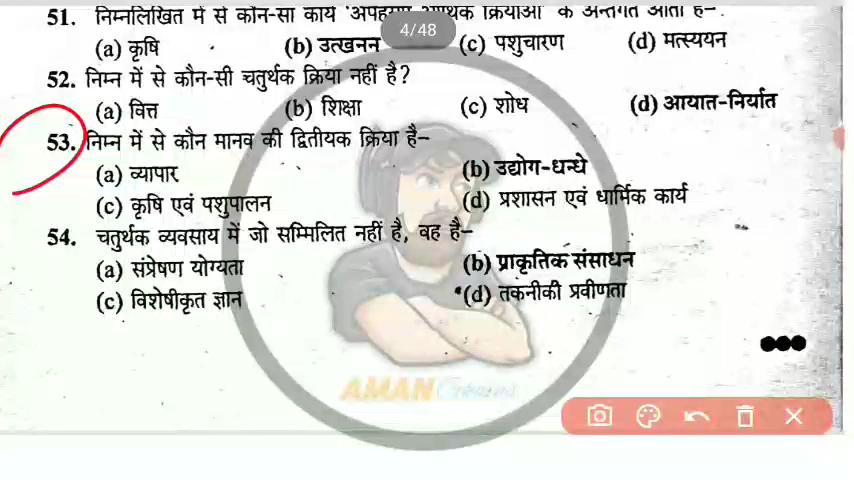 51. निम्नलिखित में से कौन-सा कार्य 'अपहरण आर्थिक क्रियाओं' के अन्तर्गत आता है–
4/48
(a) कृषि (b) उत्खनन (c) पशुचारण (d) मत्स्ययन
52. निम्न में से कौन-सी चतुर्थक क्रिया नहीं है?
(a) वित्त (b) शिक्षा (c) शोध (d) आयात-निर्यात
53. निम्न में से कौन मानव की द्वितीयक क्रिया है–
(a) व्यापार (b) उद्योग-धन्धे
(c) कृषि एवं पशुपालन (d) प्रशासन एवं धार्मिक कार्य
54. चतुर्थक व्यवसाय में जो सम्मिलित नहीं है, वह है–
(a) संप्रेषण योग्यता (b) प्राकृतिक संसाधन
(c) विशेषीकृत ज्ञान (d) तकनीकी प्रवीणता
AMAN